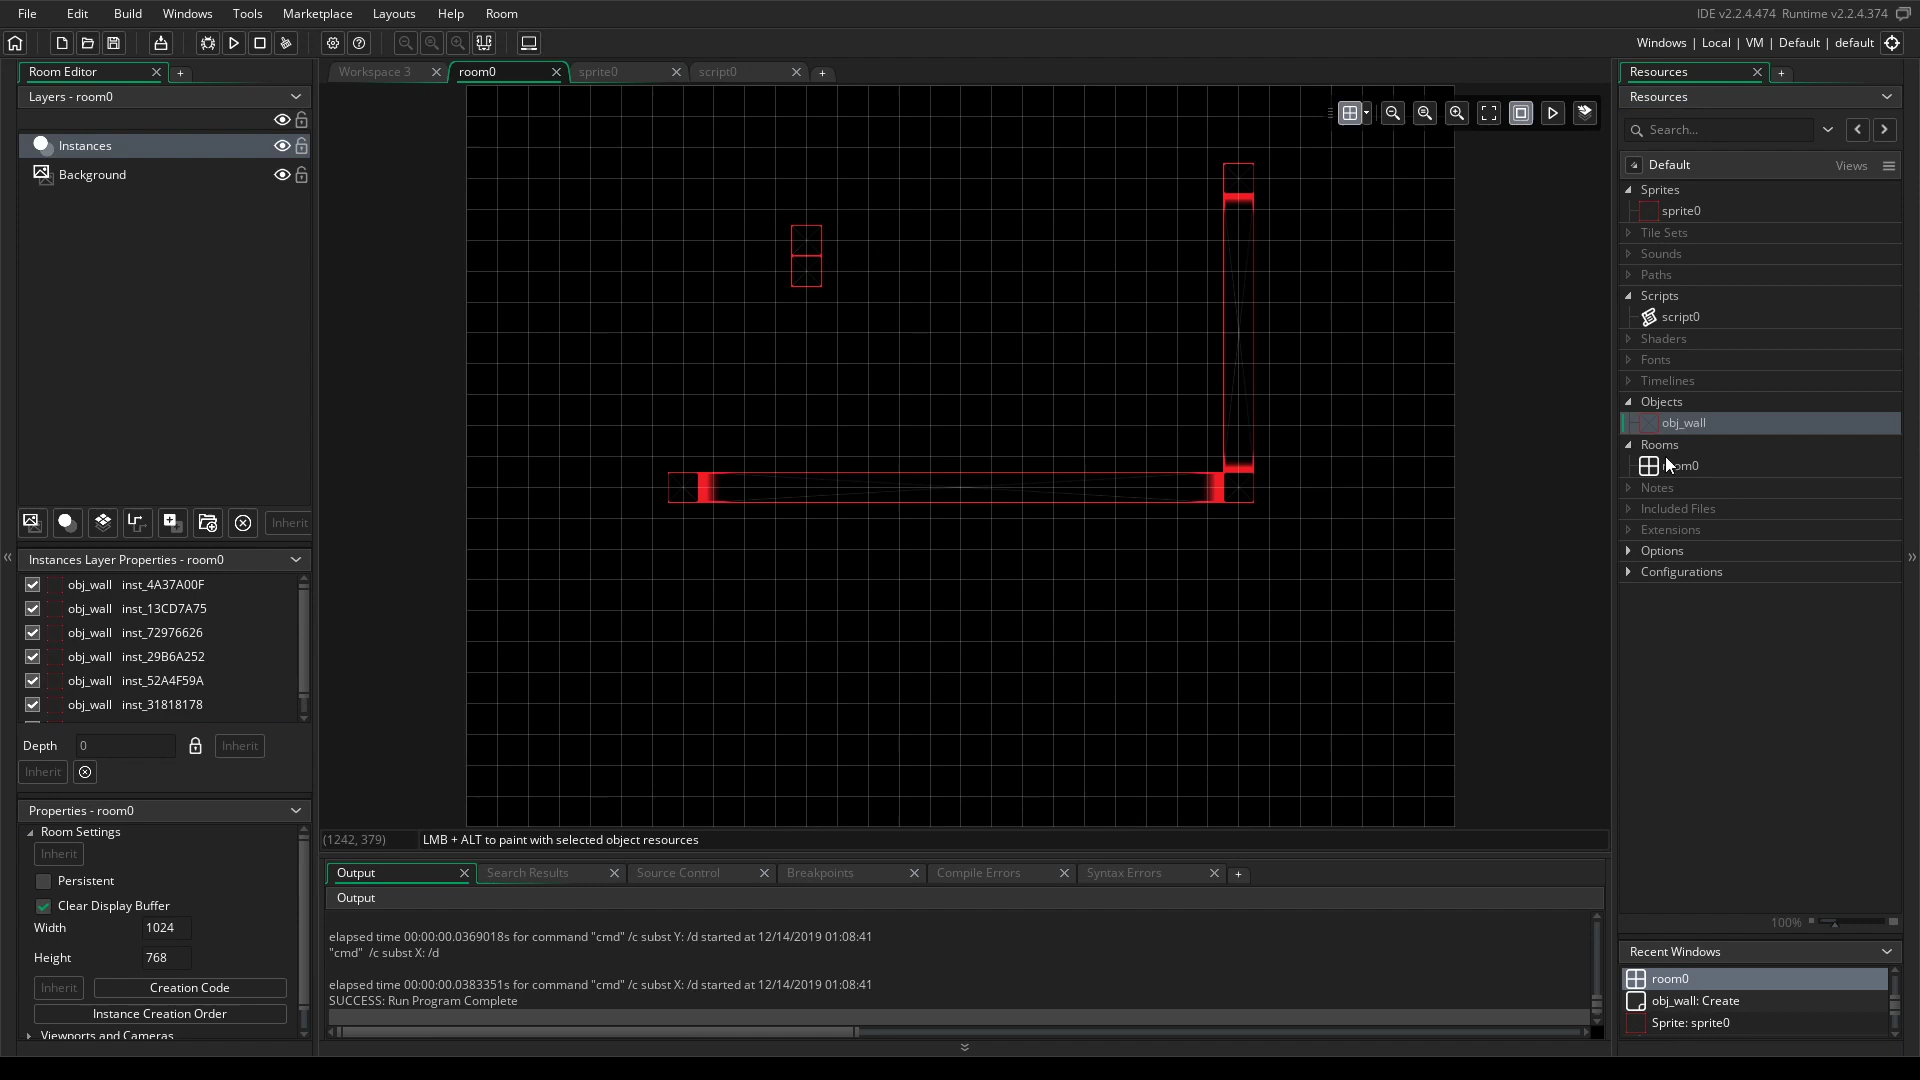 File Edit Build Windows Tools Marketplace Layouts Help Room
IDE v2.2.4.474 Runtime v2.2.4.374
Windows | Local | VM | Default | default
Room Editor
Layers - room0
Instances
Background
Inherit
Instances Layer Properties - room0
obj_wall inst_4A37A00F
obj_wall inst_13CD7A75
obj_wall inst_72976626
obj_wall inst_29B6A252
obj_wall inst_52A4F59A
obj_wall inst_31818178
Depth 0 Inherit
Inherit
Properties - room0
Room Settings
Inherit
Persistent
Clear Display Buffer
Width 1024
Height 768
Inherit Creation Code
Instance Creation Order
Viewports and Cameras
Workspace 3 room0 sprite0 script0
(1242, 379) LMB + ALT to paint with selected object resources
Output Search Results Source Control Breakpoints Compile Errors Syntax Errors
Output
elapsed time 00:00:00.0369018s for command "cmd" /c subst Y: /d started at 12/14/2019 01:08:41
"cmd" /c subst X: /d
elapsed time 00:00:00.0383351s for command "cmd" /c subst X: /d started at 12/14/2019 01:08:41
SUCCESS: Run Program Complete
Resources
Resources
Search...
Default Views
Sprites
sprite0
Tile Sets
Sounds
Paths
Scripts
script0
Shaders
Fonts
Timelines
Objects
obj_wall
Rooms
room0
Notes
Included Files
Extensions
Options
Configurations
100%
Recent Windows
room0
obj_wall: Create
Sprite: sprite0